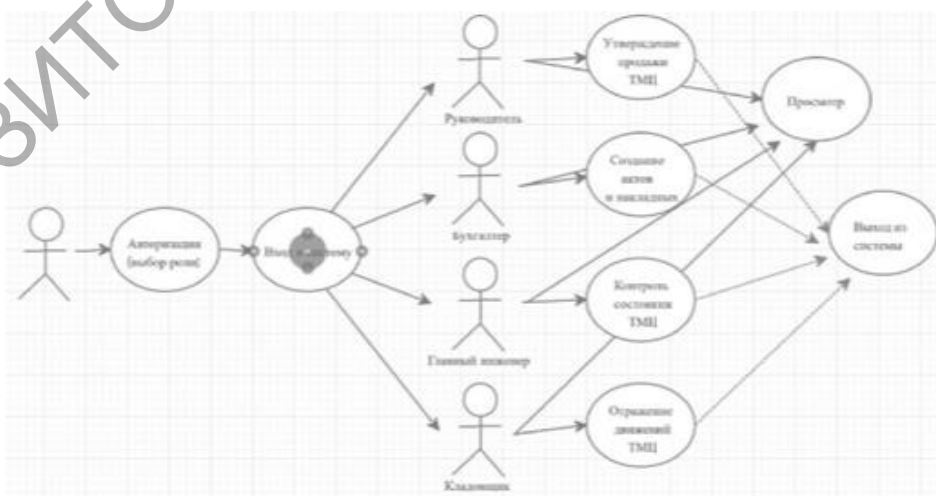 ЗИТО
Утверждение
продажи
ТМЦ
Просмотр
Руководитель
Создание
актов
и накладных
Авторизация
(выбор роли)
Вход в систему
Бухгалтер
Выход из
системы
Контроль
состояния
ТМЦ
Главный инженер
Отражение
движений
ТМЦ
Кладовщик